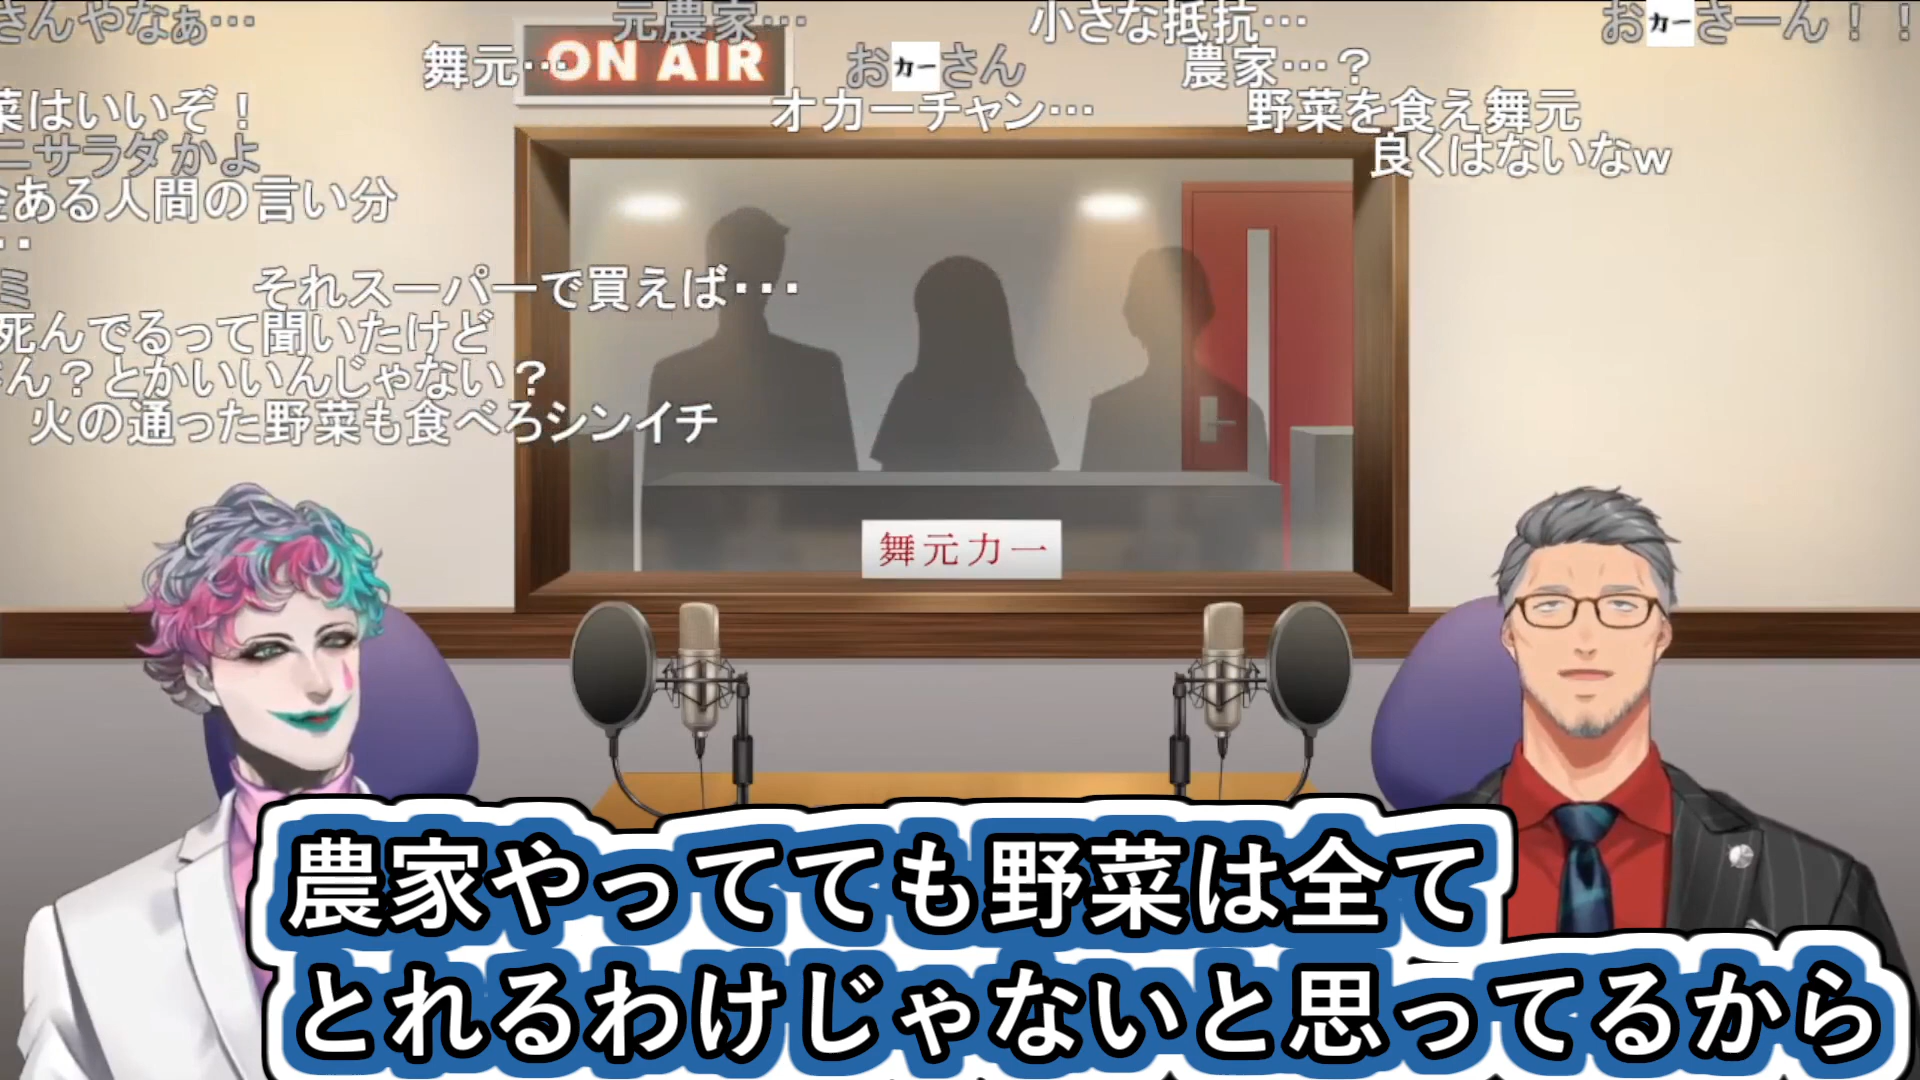 さんやなぁ…
元農家…
小さな抵抗…
おカーさーん！！
舞元…
ON AIR
おカーさん
農家…？
菜はいいぞ！
オカーチャン…
野菜を食え舞元
ニサラダかよ
良くはないなw
金ある人間の言い分
‥
ミ
それスーパーで買えば・・・
死んでるって聞いたけど
ん？とかいいんじゃない？
火の通った野菜も食べろシンイチ
舞元力一
農家やってても野菜は全て
とれるわけじゃないと思ってるから